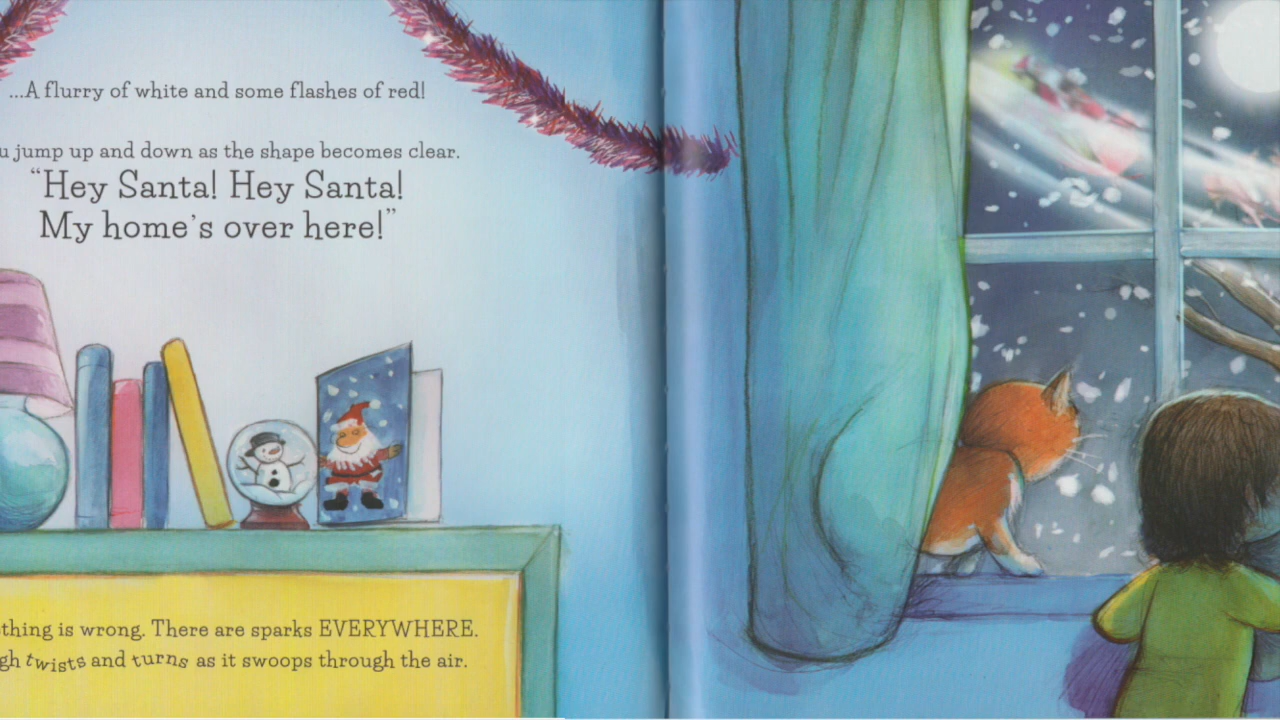 ...A flurry of white and some flashes of red!
u jump up and down as the shape becomes clear.
“Hey Santa! Hey Santa!
My home’s over here!”
thing is wrong. There are sparks EVERYWHERE.
gh twists and turns as it swoops through the air.